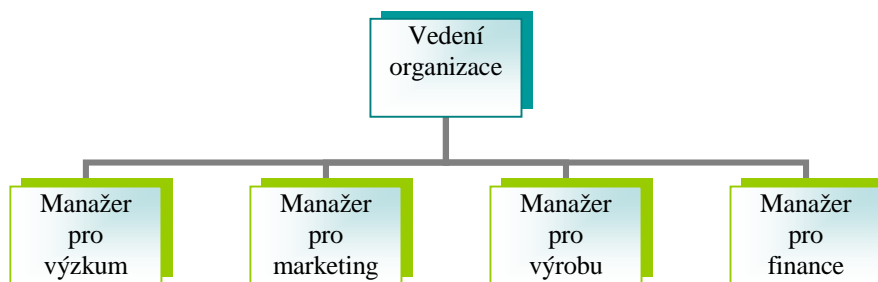 Vedení
organizace
Manažer
pro
výzkum
Manažer
pro
marketing
Manažer
pro
výrobu
Manažer
pro
finance